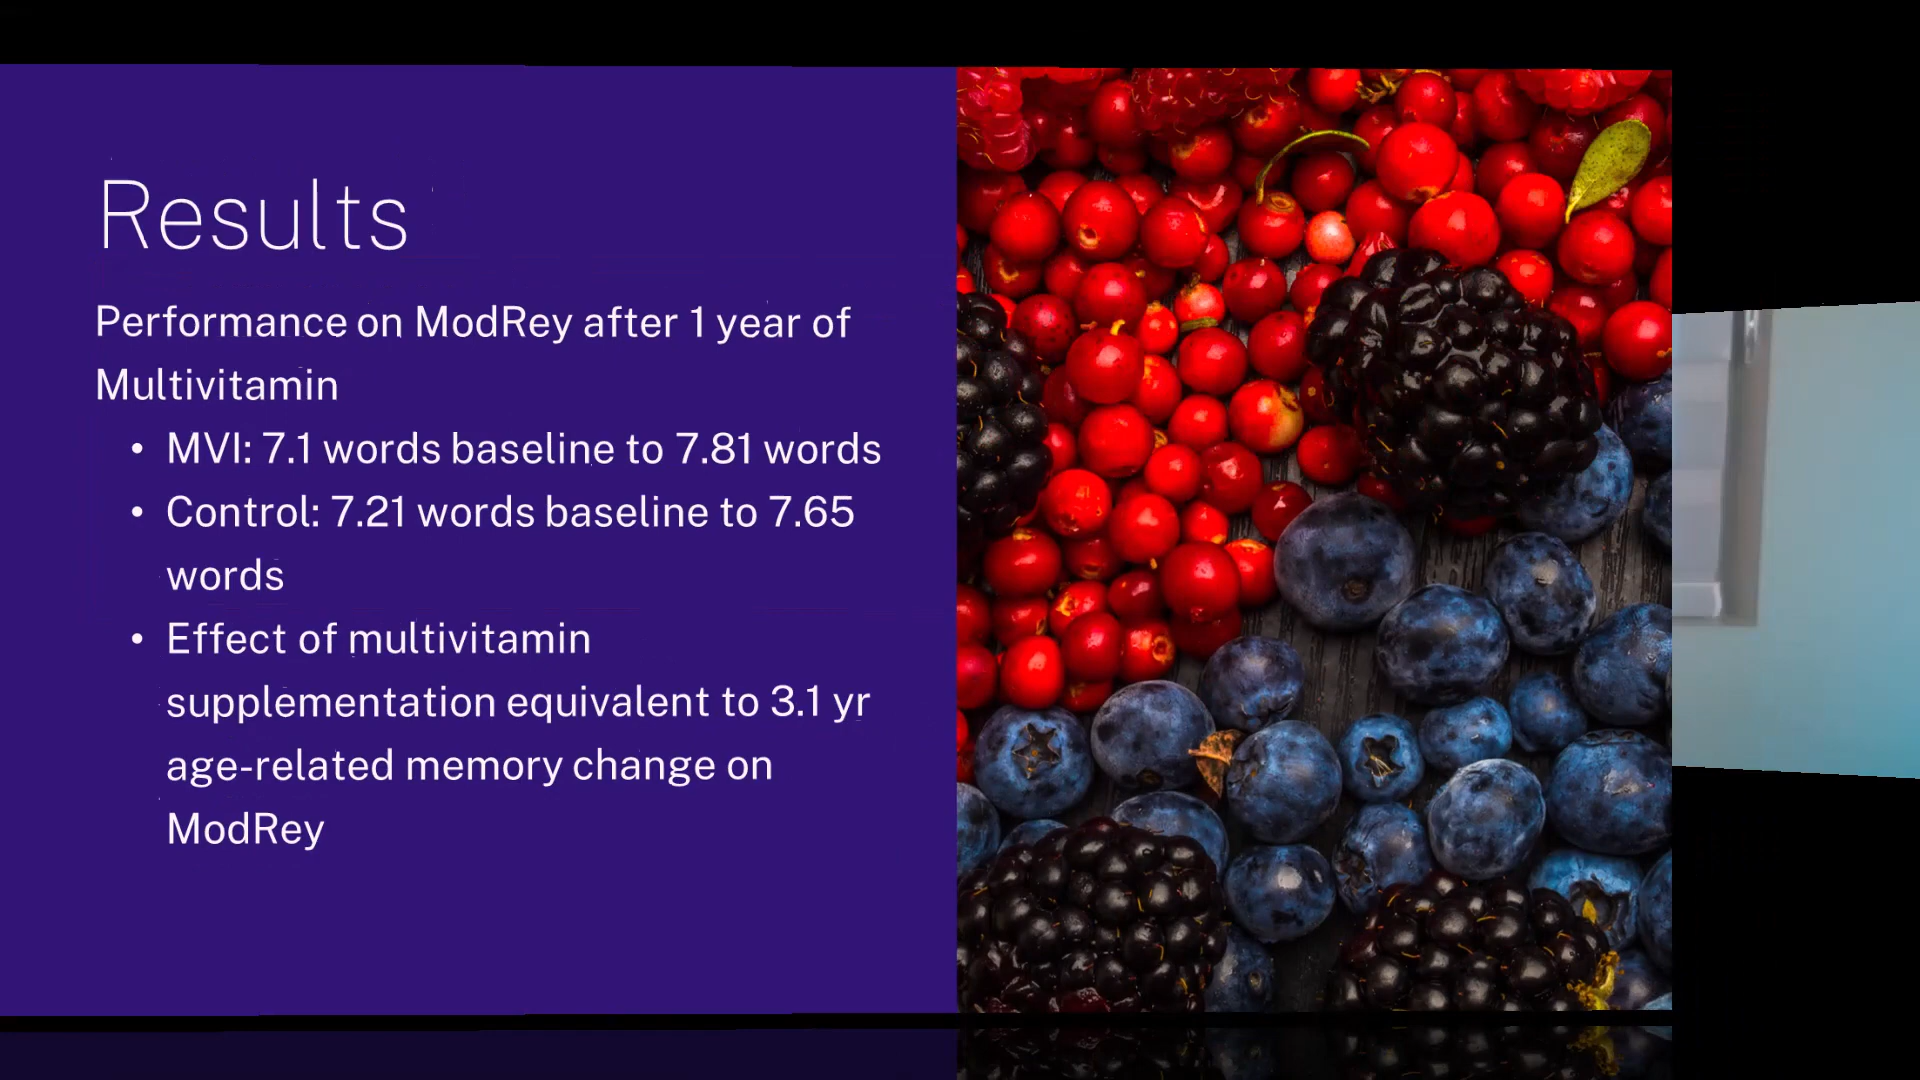 Results
Performance on ModRey after 1 year of
Multivitamin
• MVI: 7.1 words baseline to 7.81 words
• Control: 7.21 words baseline to 7.65
words
• Effect of multivitamin
supplementation equivalent to 3.1 yr
age-related memory change on
ModRey